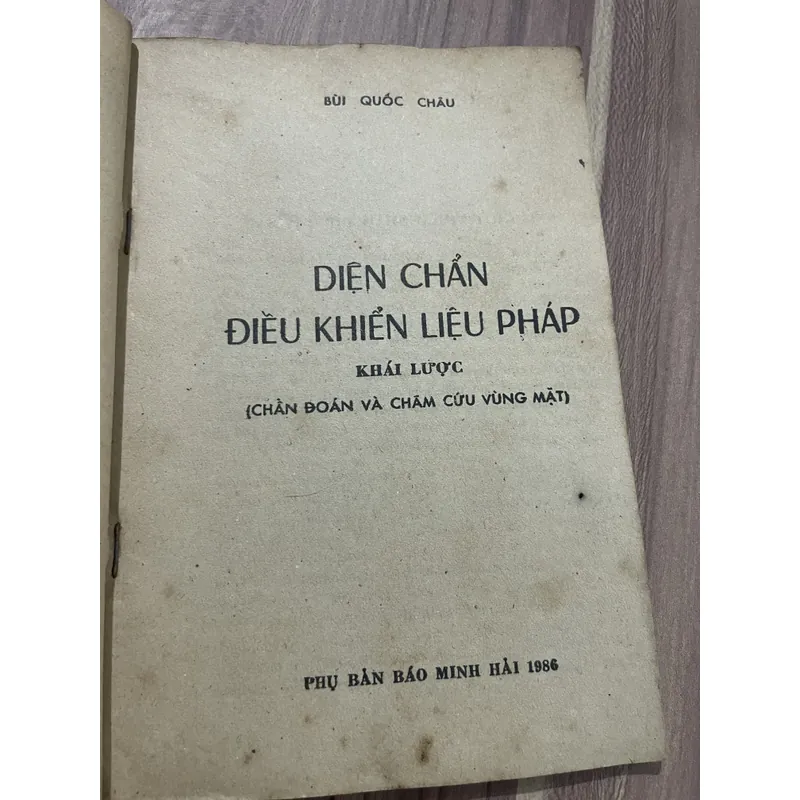 BÙI QUỐC CHÂU
DIỆN CHẨN
ĐIỀU KHIỂN LIỆU PHÁP
KHÁI LƯỢC
(CHẦN ĐOÁN VÀ CHÂM CỨU VÙNG MẶT)
PHỤ BẢN BÁO MINH HẢI 1986